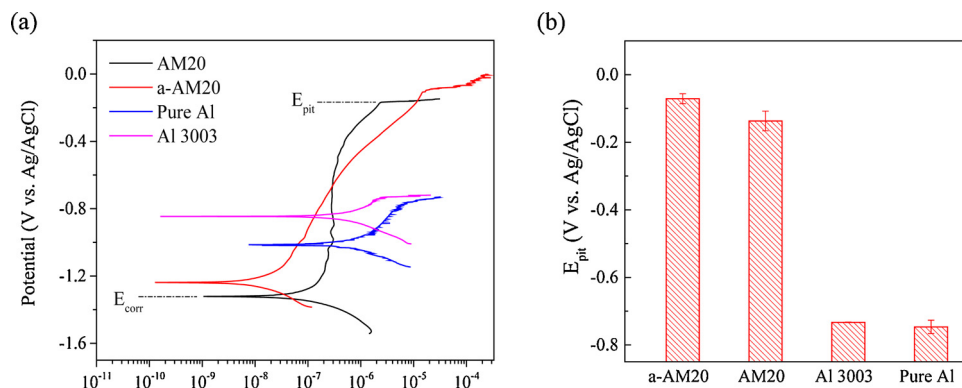 (a)
AM20
a-AM20
Pure Al
Al 3003
E_pit
E_corr
Potential (V vs. Ag/AgCl)
0.0
-0.4
-0.8
-1.2
-1.6
10^-11 10^-10 10^-9 10^-8 10^-7 10^-6 10^-5 10^-4
(b)
E_pit (V vs. Ag/AgCl)
0.0
-0.2
-0.4
-0.6
-0.8
a-AM20 AM20 Al 3003 Pure Al